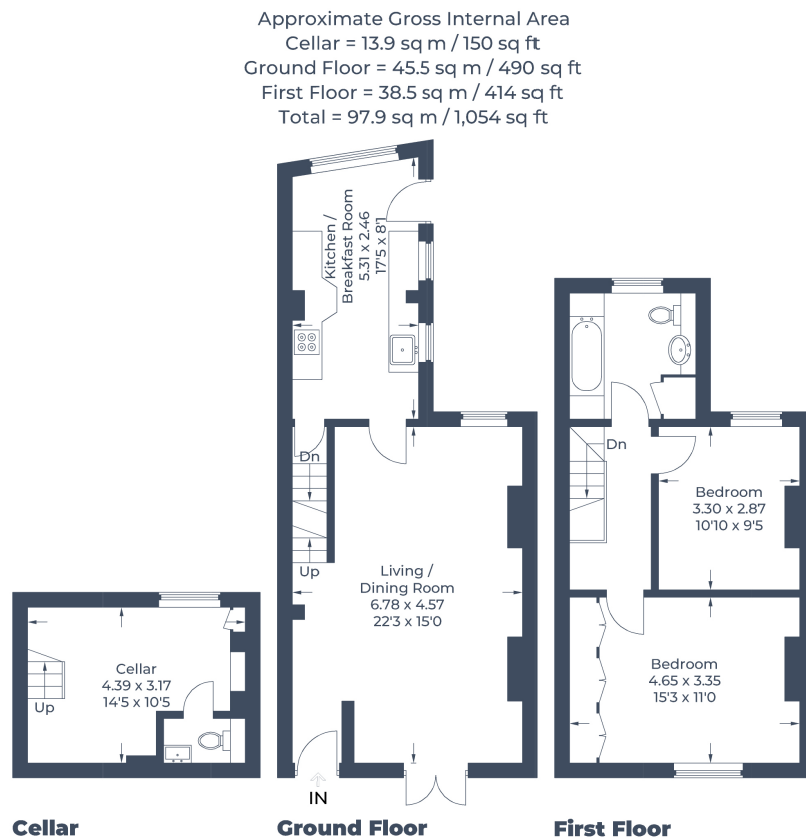 Approximate Gross Internal Area
Cellar = 13.9 sq m / 150 sq ft
Ground Floor = 45.5 sq m / 490 sq ft
First Floor = 38.5 sq m / 414 sq ft
Total = 97.9 sq m / 1,054 sq ft
Kitchen /
Breakfast Room
5.31 x 2.46
17'5 x 8'1
Dn
Up
Living /
Dining Room
6.78 x 4.57
22'3 x 15'0
IN
Dn
Bedroom
3.30 x 2.87
10'10 x 9'5
Bedroom
4.65 x 3.35
15'3 x 11'0
Cellar
4.39 x 3.17
14'5 x 10'5
Up
Cellar
Ground Floor
First Floor